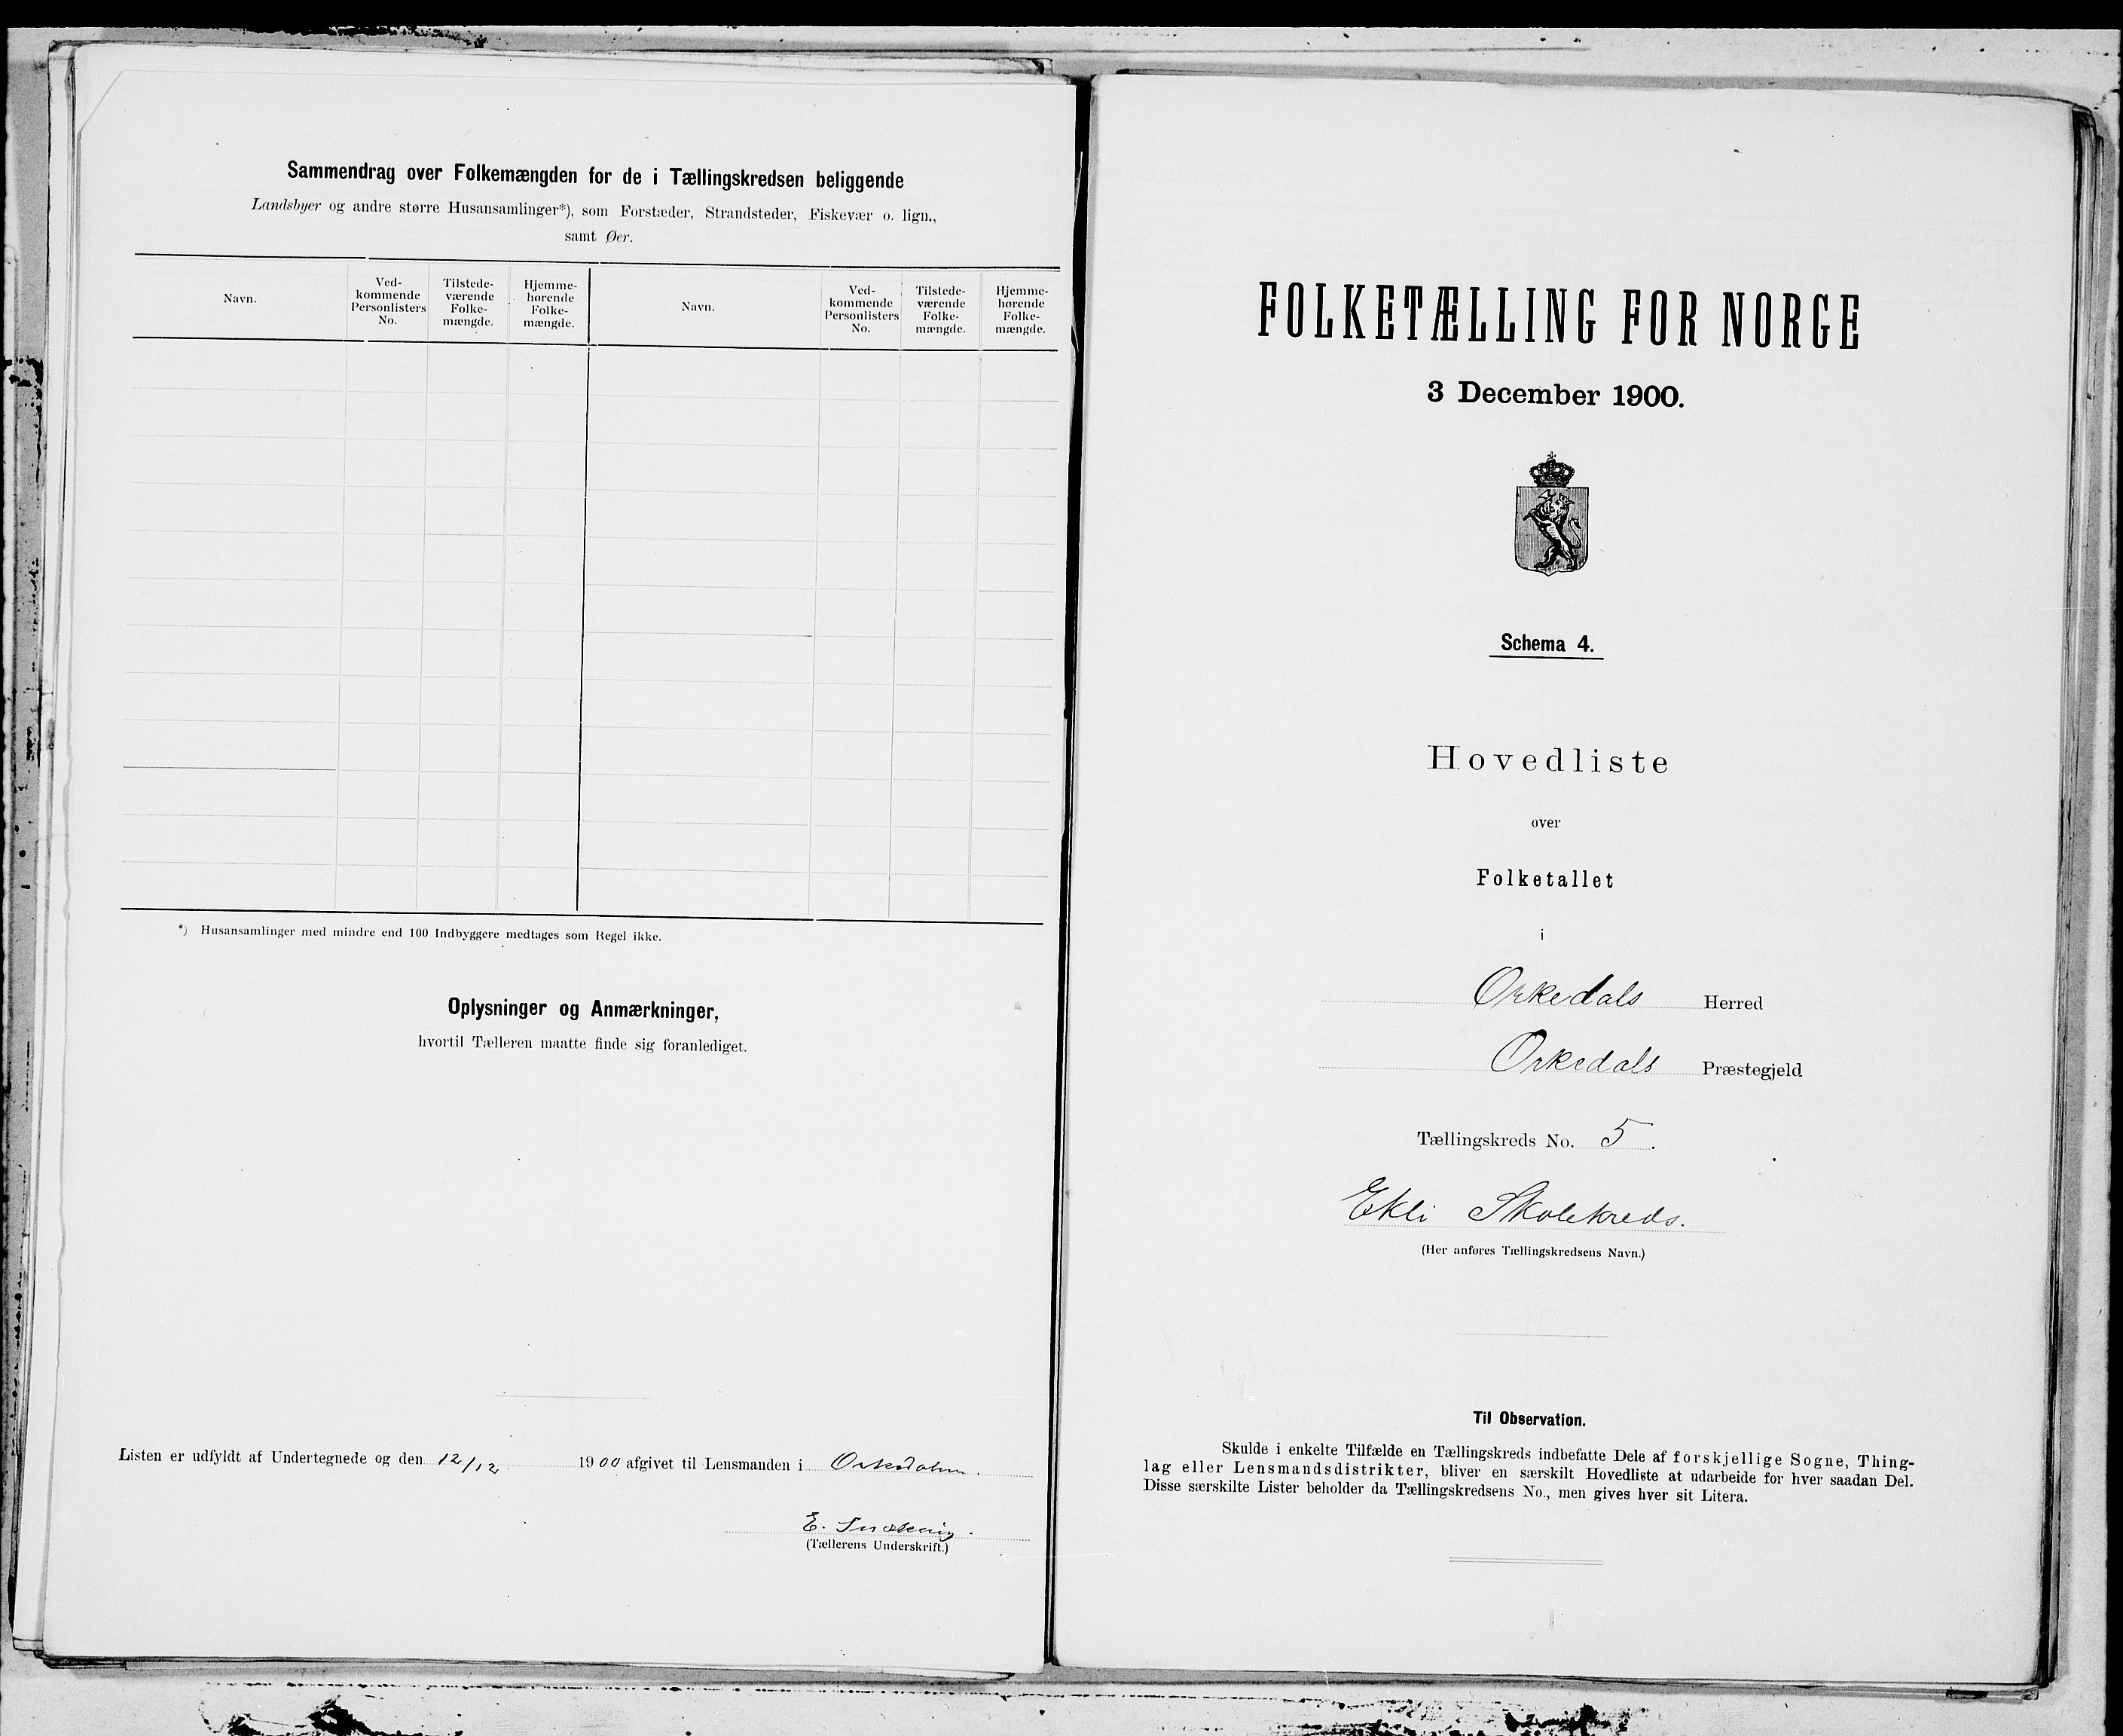 Sammendrag over Folkemængden for de i Tællingskredsen beliggende
Landsbyer og andre større Husansamlinger*), som Forstæder, Strandsteder, Fiskevær o. lign.,
samt Øer.
Navn.
Ved-
kommende
Personlisters
No.
Tilstede-
værende
Folke-
mængde.
Hjemme-
hørende
Folke-
mængde.
Navn.
Ved-
kommende
Personlisters
No.
Tilstede-
værende
Folke-
mængde.
Hjemme-
hørende
Folke-
mængde.
*) Husansamlinger med mindre end 100 Indbyggere medtages som Regel ikke.
Oplysninger og Anmærkninger,
hvortil Tælleren maatte finde sig foranlediget.
Listen er udfyldt af Undertegnede og den 12/12 1900 afgivet til Lensmanden i
E.
(Tællerens Underskrift.)
FOLKETÆLLING FOR NORGE
3 December 1900.
Schema 4.
Hovedliste
over
Folketallet
i
Orkedals Herred
Orkedals Præstegjeld
Tællingskreds No. 5.
Ekli Skolekreds.
(Her anføres Tællingskredsens Navn.)
Til Observation.
Skulde i enkelte Tilfælde en Tællingskreds indbefatte Dele af forskjellige Sogne, Thing-
lag eller Lensmandsdistrikter, bliver en særskilt Hovedliste at udarbeide for hver saadan Del.
Disse særskilte Lister beholder da Tællingskredsens No., men gives hver sit Litera.